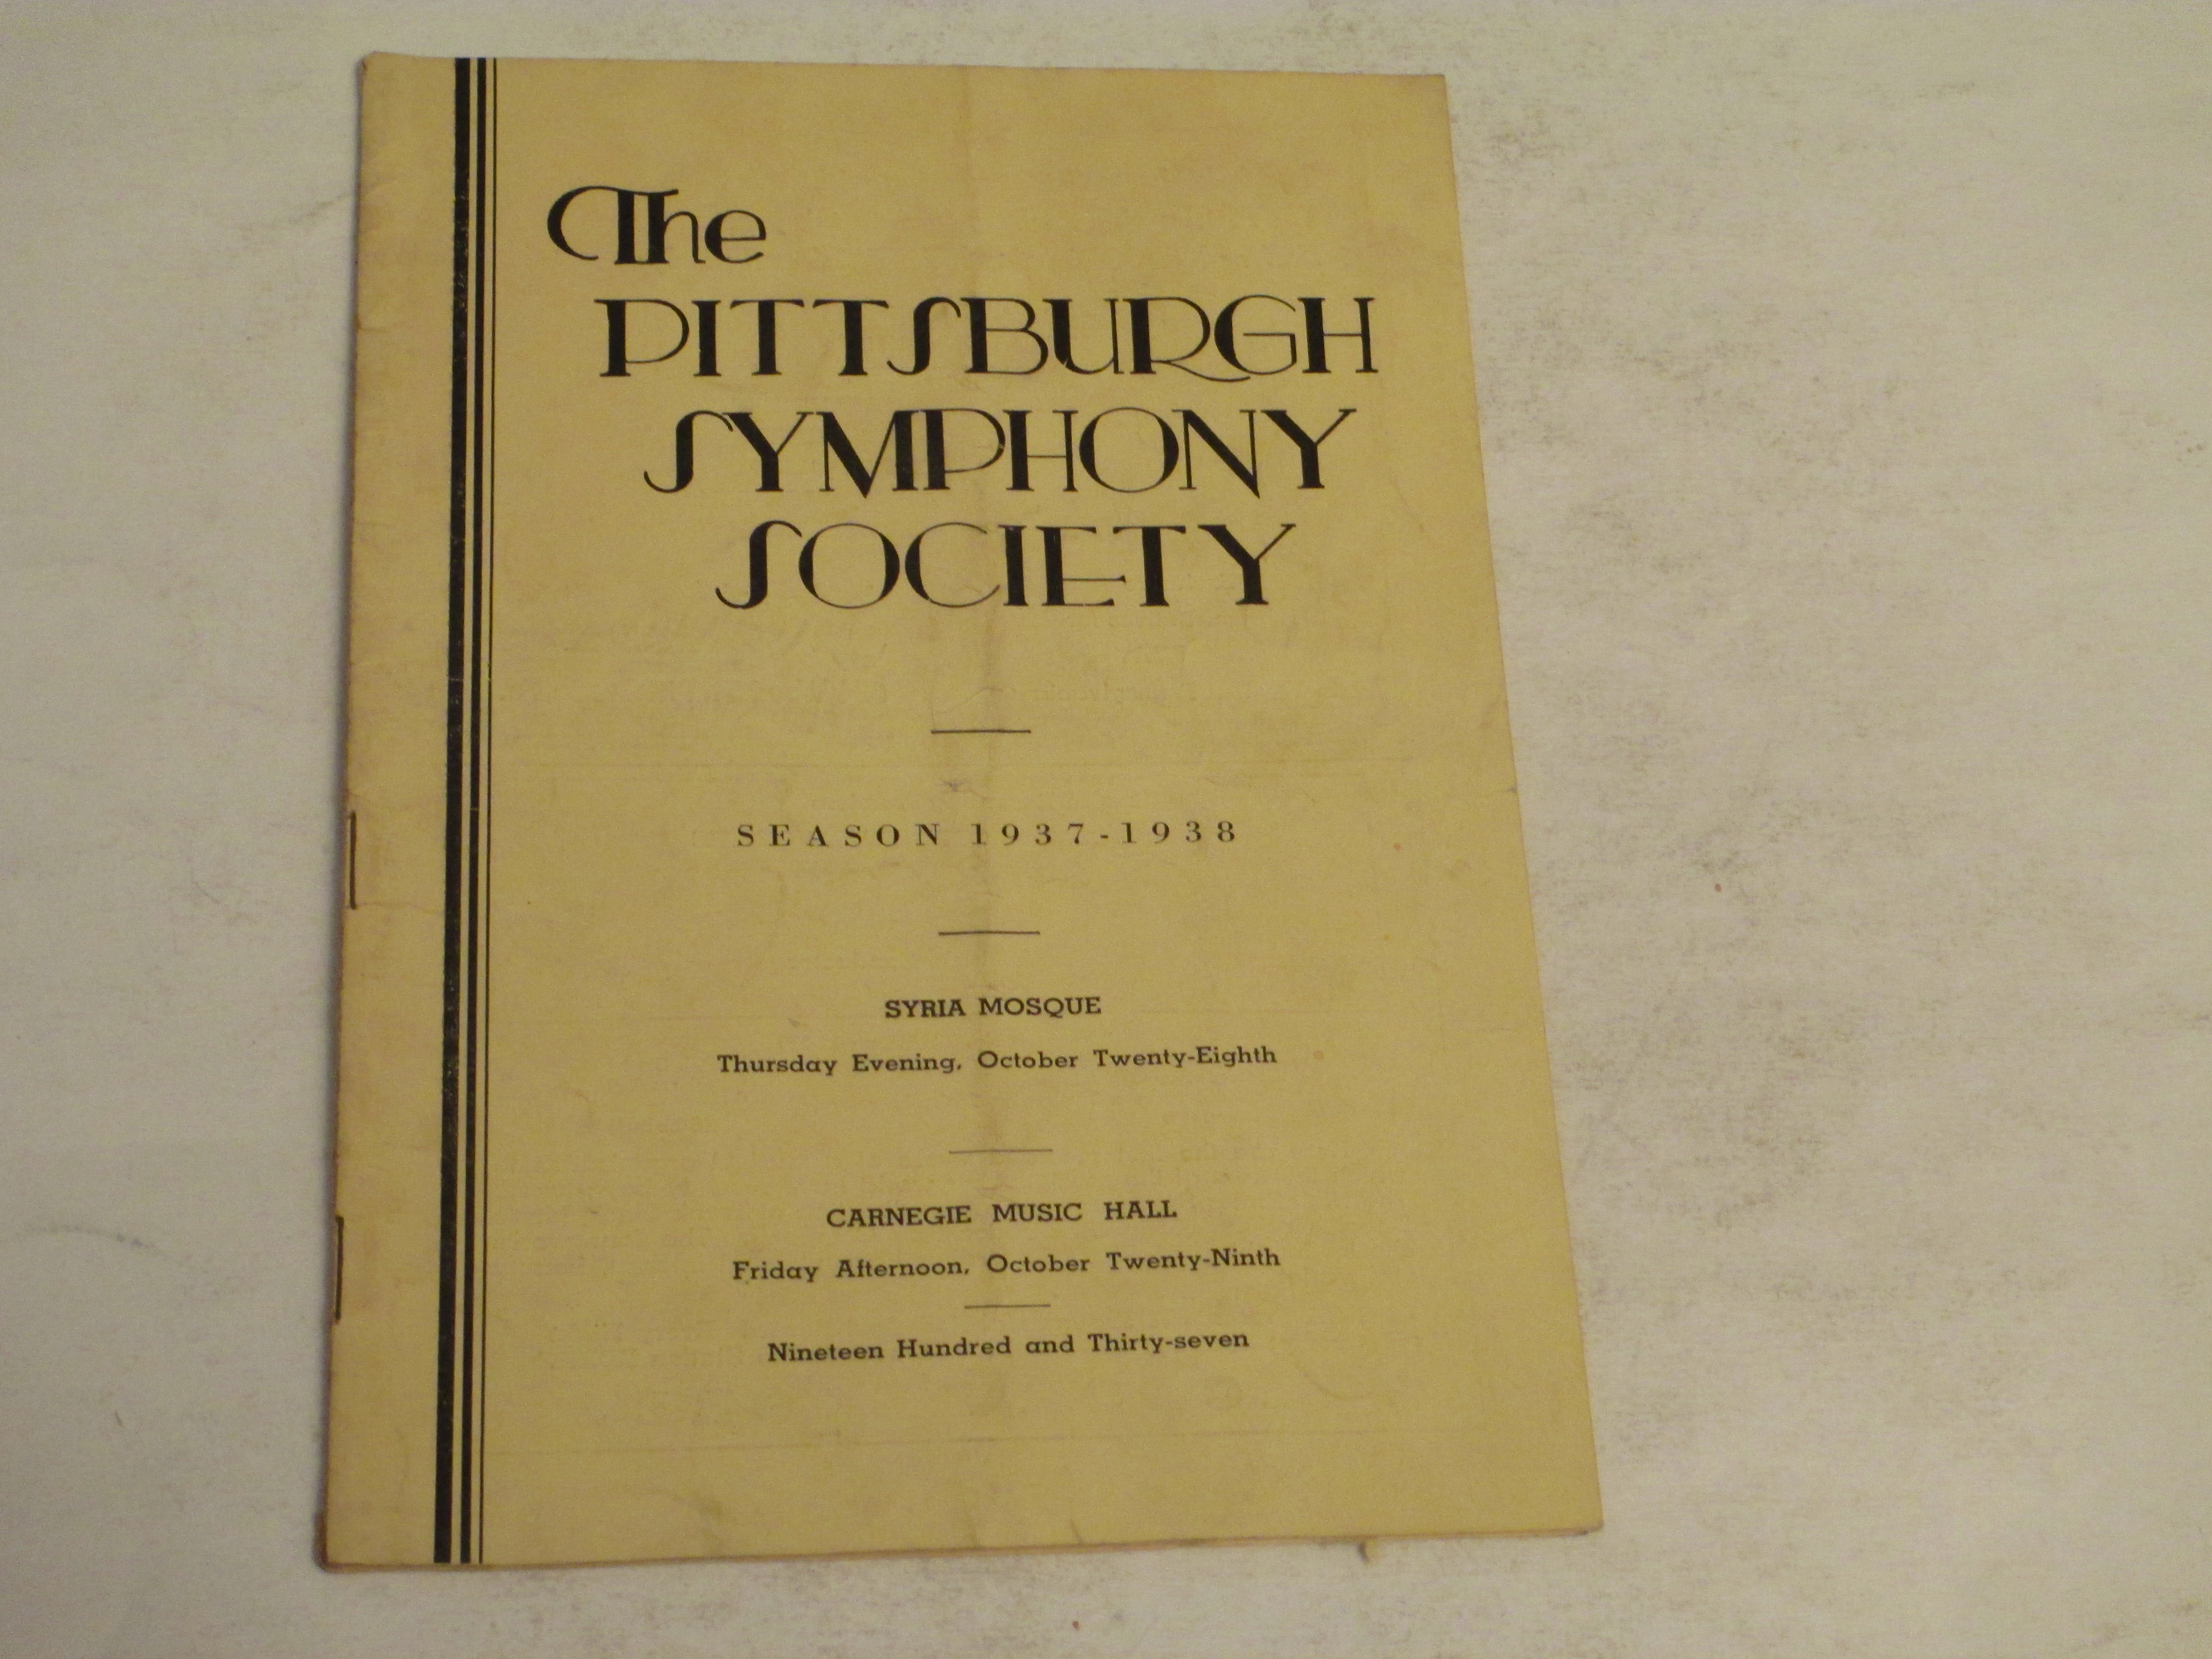 The
PITTSBURGH
SYMPHONY
SOCIETY
SEASON 1937-1938
SYRIA MOSQUE
Thursday Evening, October Twenty-Eighth
CARNEGIE MUSIC HALL
Friday Afternoon, October Twenty-Ninth
Nineteen Hundred and Thirty-seven